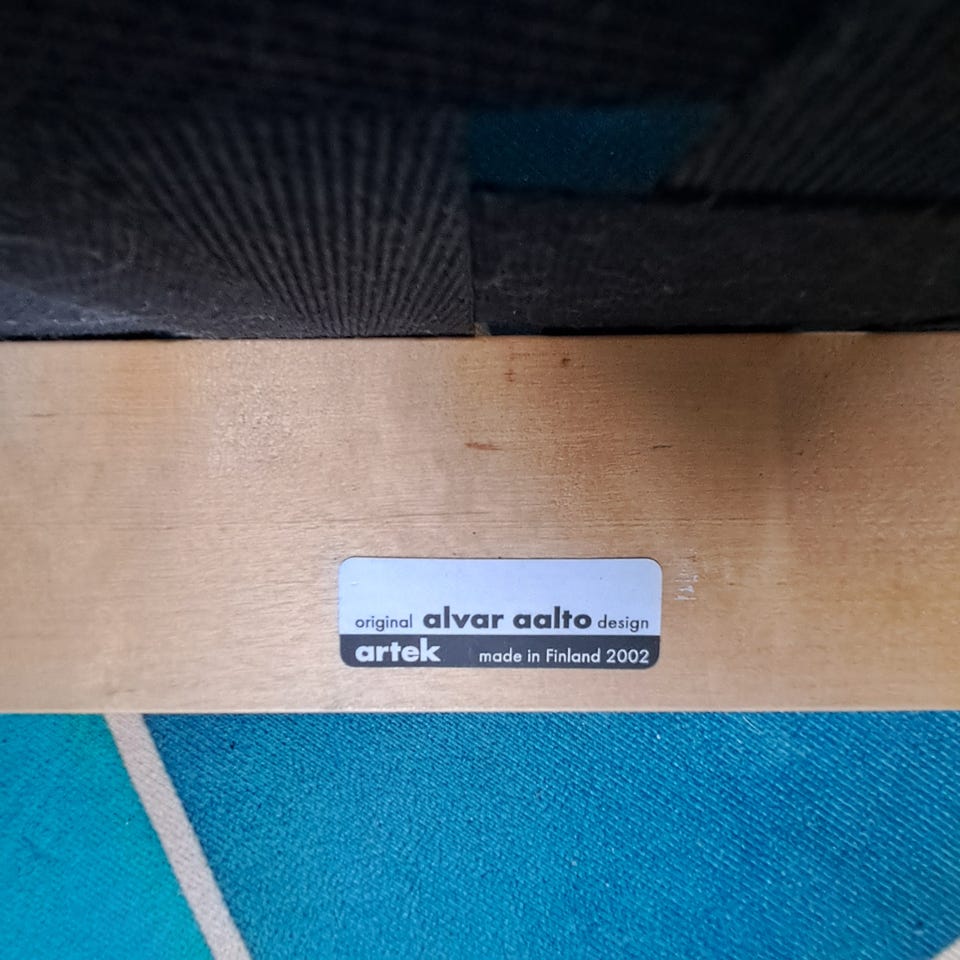 original alvar aalto design
artek made in Finland 2002